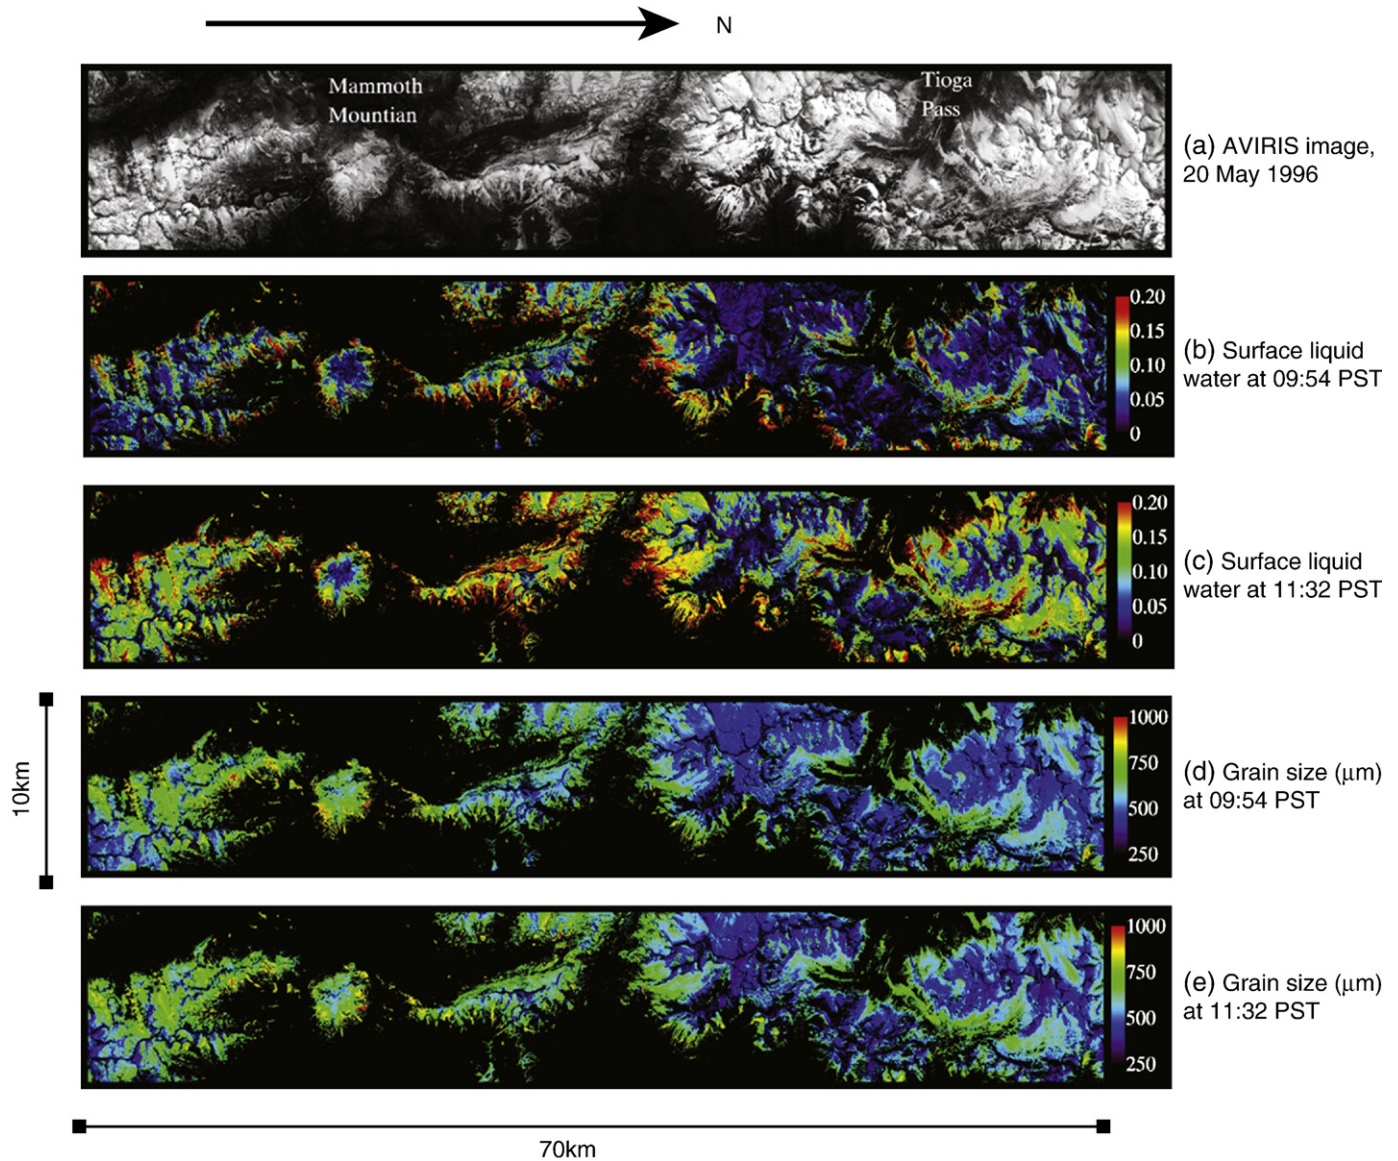 N
Mammoth
Mountian
Tioga
Pass
(a) AVIRIS image,
20 May 1996
0.20
0.15
0.10
0.05
0
(b) Surface liquid
water at 09:54 PST
0.20
0.15
0.10
0.05
0
(c) Surface liquid
water at 11:32 PST
10km
1000
750
500
250
(d) Grain size (μm)
at 09:54 PST
1000
750
500
250
(e) Grain size (μm)
at 11:32 PST
70km